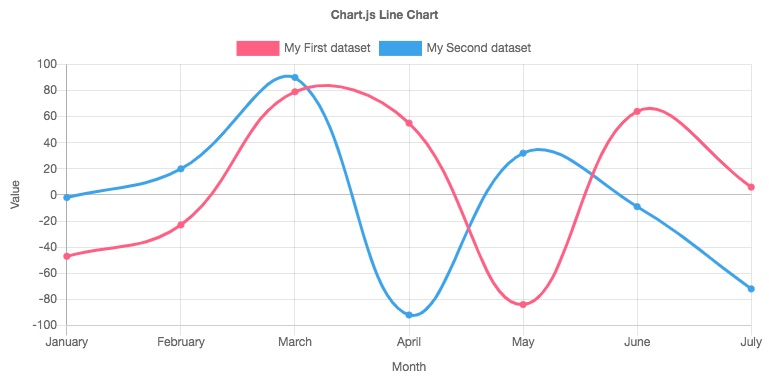 Chart.js Line Chart
My First dataset My Second dataset
100
80
60
40
20
0
-20
-40
-60
-80
-100
Value
January February March April May June July
Month